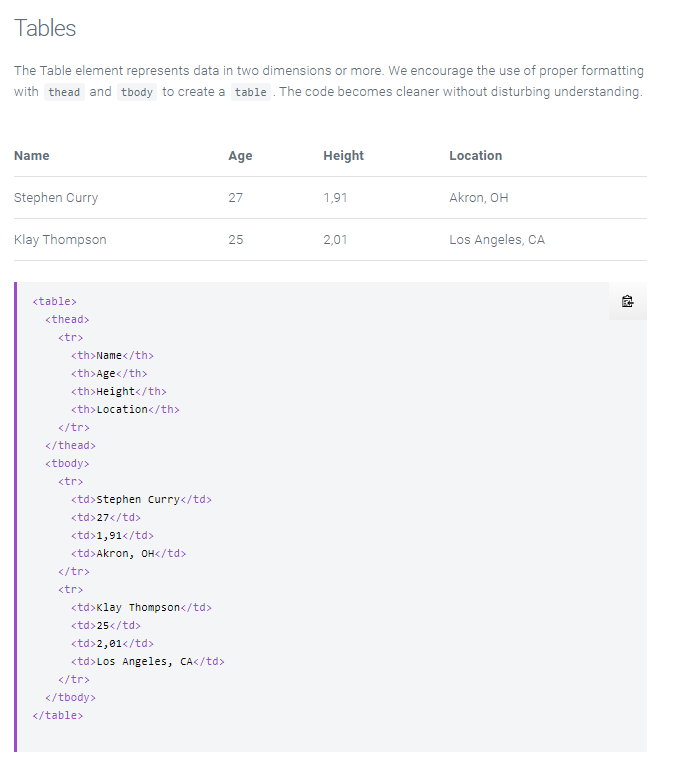 Tables
The Table element represents data in two dimensions or more. We encourage the use of proper formatting
with thead and tbody to create a table . The code becomes cleaner without disturbing understanding.
Name Age Height Location
Stephen Curry 27 1,91 Akron, OH
Klay Thompson 25 2,01 Los Angeles, CA
<table>
  <thead>
    <tr>
      <th>Name</th>
      <th>Age</th>
      <th>Height</th>
      <th>Location</th>
    </tr>
  </thead>
  <tbody>
    <tr>
      <td>Stephen Curry</td>
      <td>27</td>
      <td>1,91</td>
      <td>Akron, OH</td>
    </tr>
    <tr>
      <td>Klay Thompson</td>
      <td>25</td>
      <td>2,01</td>
      <td>Los Angeles, CA</td>
    </tr>
  </tbody>
</table>